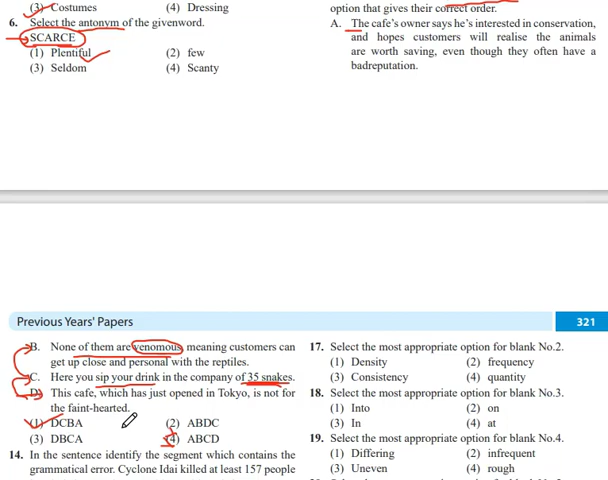 (3) Costumes
(4) Dressing
6. Select the antonym of the givenword.
SCARCE
(1) Plentiful
(2) few
(3) Seldom
(4) Scanty
option that gives their correct order.
A. The cafe's owner says he's interested in conservation,
and hopes customers will realise the animals
are worth saving, even though they often have a
badreputation.
Previous Years' Papers
321
B. None of them are venomous, meaning customers can
get up close and personal with the reptiles.
C. Here you sip your drink in the company of 35 snakes.
D. This cafe, which has just opened in Tokyo, is not for
the faint-hearted.
(1) DCBA
(2) ABDC
(3) DBCA
(4) ABCD
14. In the sentence identify the segment which contains the
grammatical error. Cyclone Idai killed at least 157 people
17. Select the most appropriate option for blank No.2.
(1) Density
(2) frequency
(3) Consistency
(4) quantity
18. Select the most appropriate option for blank No.3.
(1) Into
(2) on
(3) In
(4) at
19. Select the most appropriate option for blank No.4.
(1) Differing
(2) infrequent
(3) Uneven
(4) rough